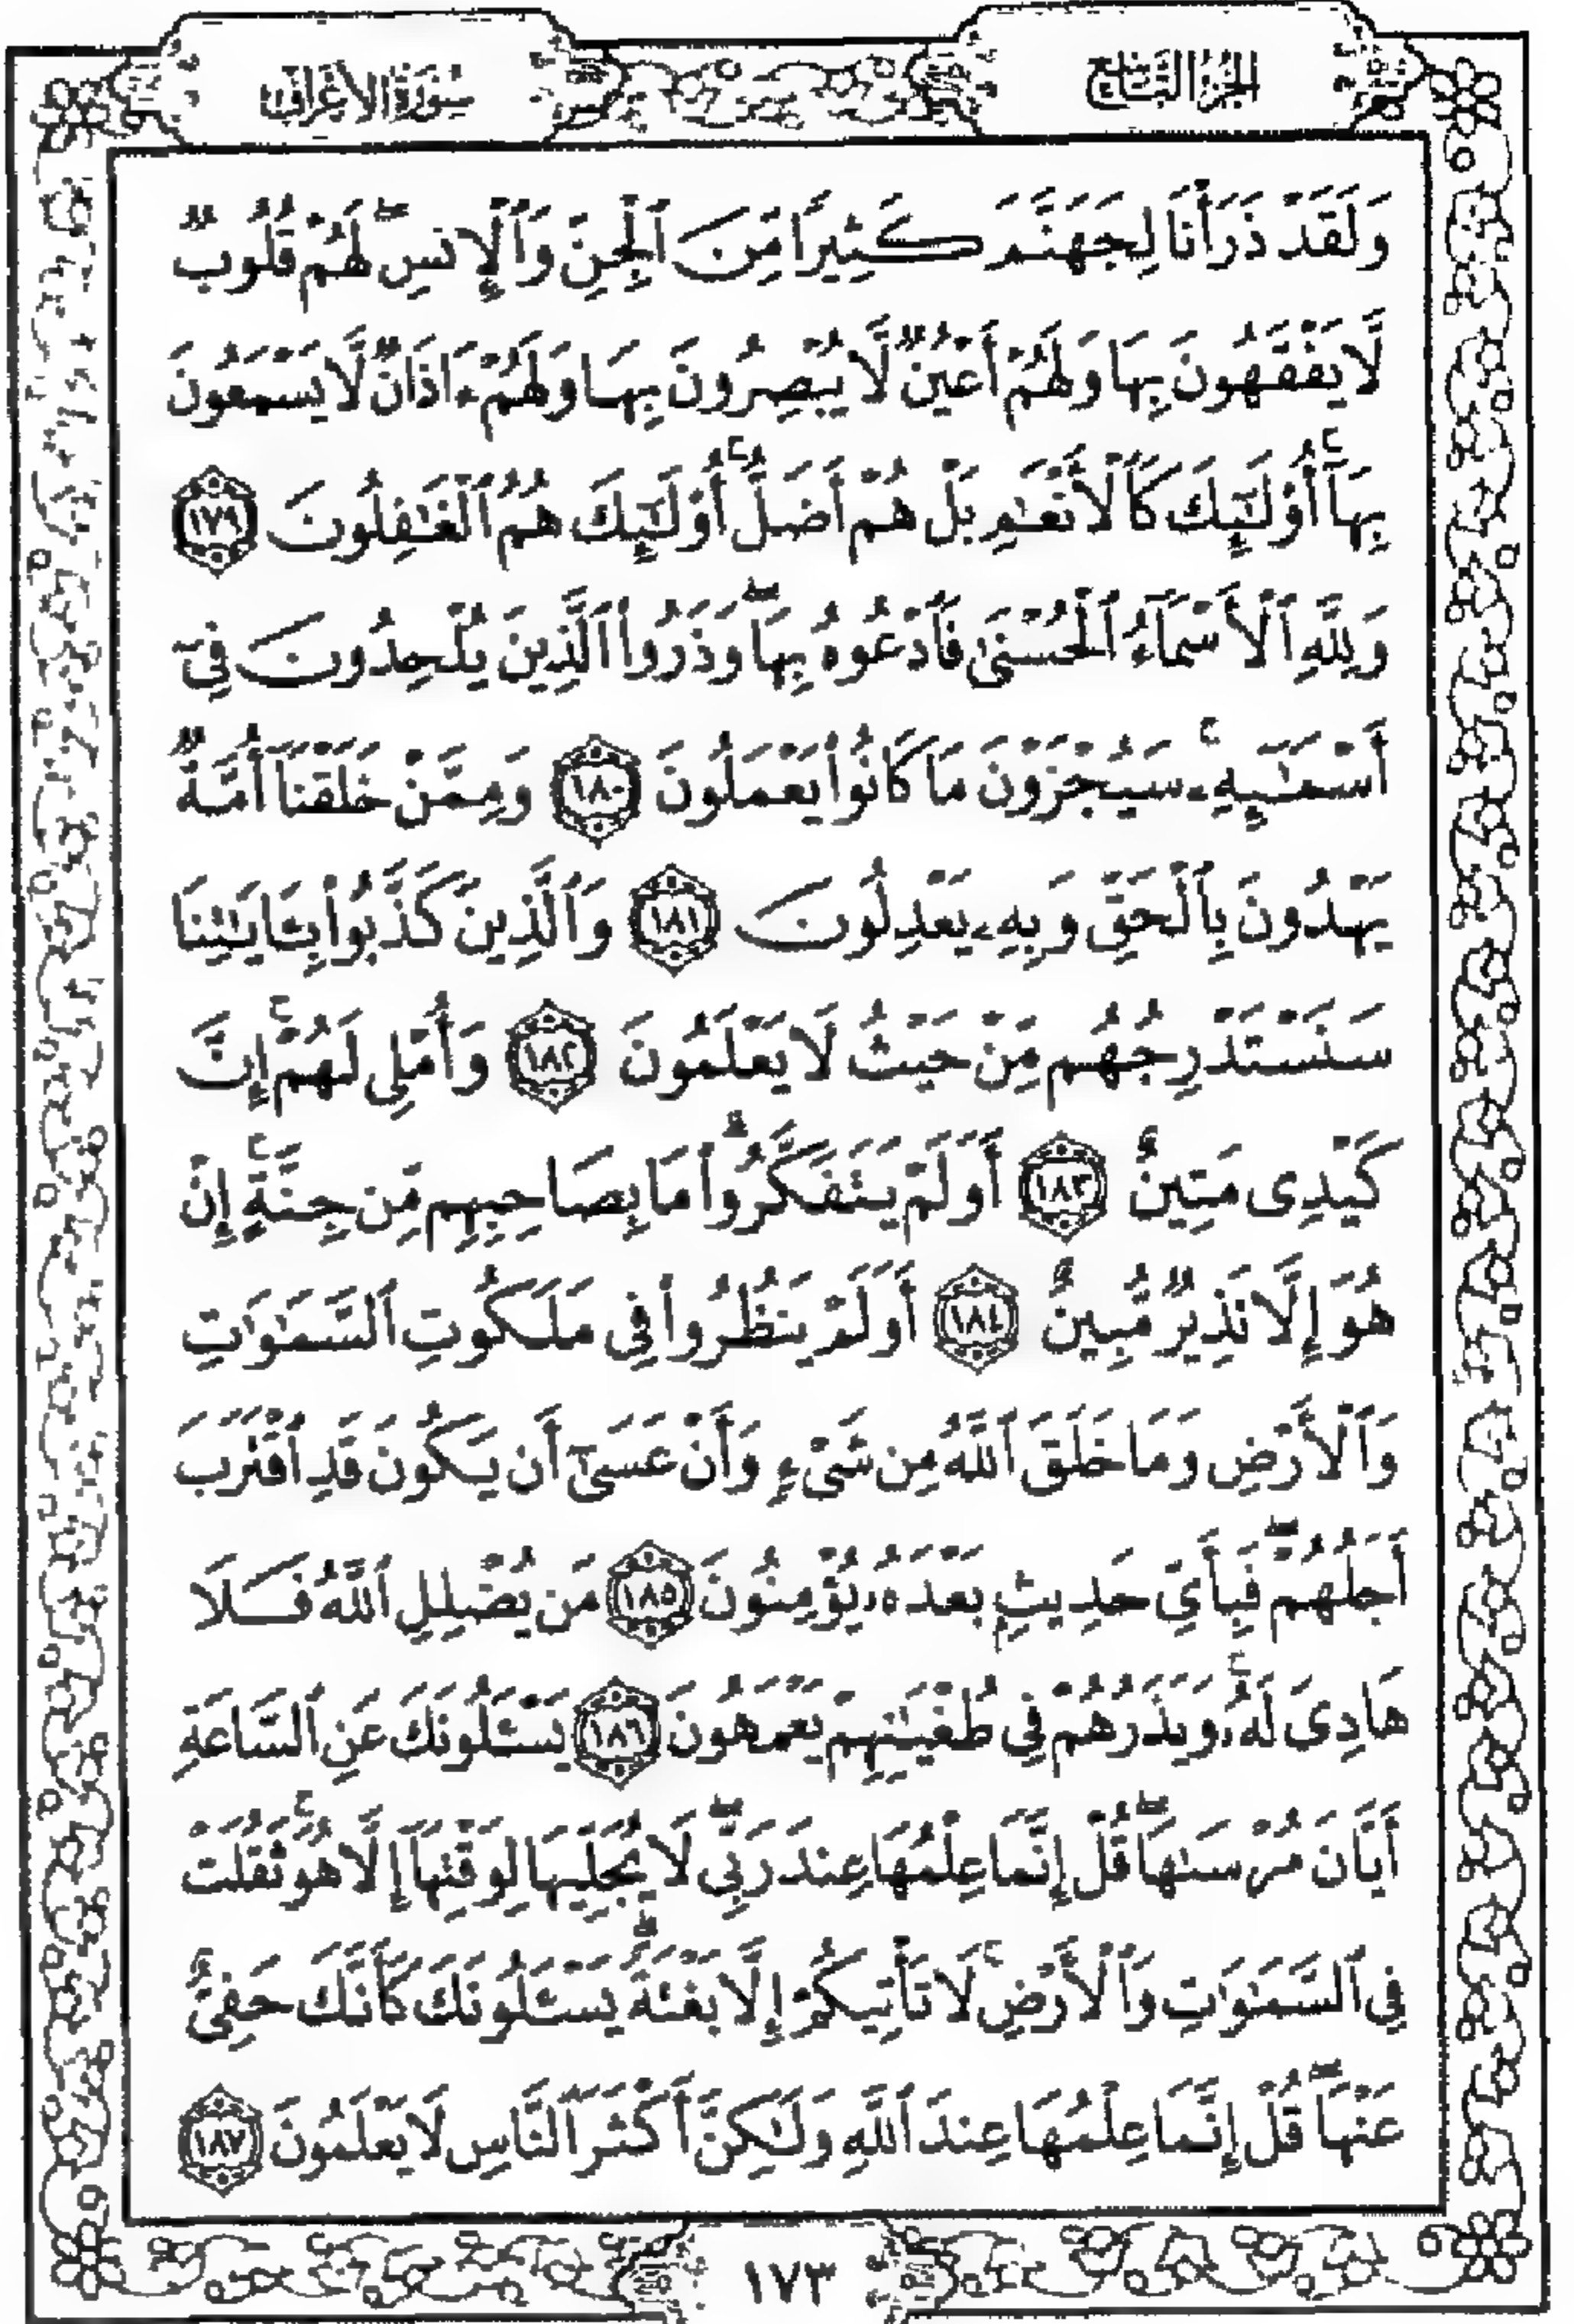 الجزء التاسع
سورة الأعراف
وَلَقَدْ ذَرَأْنَا لِجَهَنَّمَ كَثِيرًا مِّنَ ٱلْجِنِّ وَٱلْإِنسِ ۖ لَهُمْ قُلُوبٌ
لَّا يَفْقَهُونَ بِهَا وَلَهُمْ أَعْيُنٌ لَّا يُبْصِرُونَ بِهَا وَلَهُمْ ءَاذَانٌ لَّا يَسْمَعُونَ
بِهَآ ۚ أُو۟لَـٰٓئِكَ كَٱلْأَنْعَـٰمِ بَلْ هُمْ أَضَلُّ ۚ أُو۟لَـٰٓئِكَ هُمُ ٱلْغَـٰفِلُونَ ١٧٩
وَلِلَّهِ ٱلْأَسْمَآءُ ٱلْحُسْنَىٰ فَٱدْعُوهُ بِهَا ۖ وَذَرُوا۟ ٱلَّذِينَ يُلْحِدُونَ فِىٓ
أَسْمَـٰٓئِهِۦ ۚ سَيُجْزَوْنَ مَا كَانُوا۟ يَعْمَلُونَ ١٨٠ وَمِمَّنْ خَلَقْنَآ أُمَّةٌ
يَهْدُونَ بِٱلْحَقِّ وَبِهِۦ يَعْدِلُونَ ١٨١ وَٱلَّذِينَ كَذَّبُوا۟ بِـَٔايَـٰتِنَا
سَنَسْتَدْرِجُهُم مِّنْ حَيْثُ لَا يَعْلَمُونَ ١٨٢ وَأُمْلِى لَهُمْ ۚ إِنَّ
كَيْدِى مَتِينٌ ١٨٣ أَوَلَمْ يَتَفَكَّرُوا۟ ۗ مَا بِصَاحِبِهِم مِّن جِنَّةٍ ۚ إِنْ
هُوَ إِلَّا نَذِيرٌ مُّبِينٌ ١٨٤ أَوَلَمْ يَنظُرُوا۟ فِى مَلَكُوتِ ٱلسَّمَـٰوَٰتِ
وَٱلْأَرْضِ وَمَا خَلَقَ ٱللَّهُ مِن شَىْءٍ وَأَنْ عَسَىٰٓ أَن يَكُونَ قَدِ ٱقْتَرَبَ
أَجَلُهُمْ ۖ فَبِأَىِّ حَدِيثٍۭ بَعْدَهُۥ يُؤْمِنُونَ ١٨٥ مَن يُضْلِلِ ٱللَّهُ فَلَا
هَادِىَ لَهُۥ ۚ وَيَذَرُهُمْ فِى طُغْيَـٰنِهِمْ يَعْمَهُونَ ١٨٦ يَسْـَٔلُونَكَ عَنِ ٱلسَّاعَةِ
أَيَّانَ مُرْسَىٰهَا ۖ قُلْ إِنَّمَا عِلْمُهَا عِندَ رَبِّى ۖ لَا يُجَلِّيهَا لِوَقْتِهَآ إِلَّا هُوَ ۚ ثَقُلَتْ
فِى ٱلسَّمَـٰوَٰتِ وَٱلْأَرْضِ ۚ لَا تَأْتِيكُمْ إِلَّا بَغْتَةً ۗ يَسْـَٔلُونَكَ كَأَنَّكَ حَفِىٌّ
عَنْهَا ۖ قُلْ إِنَّمَا عِلْمُهَا عِندَ ٱللَّهِ وَلَـٰكِنَّ أَكْثَرَ ٱلنَّاسِ لَا يَعْلَمُونَ ١٨٧
١٧٣